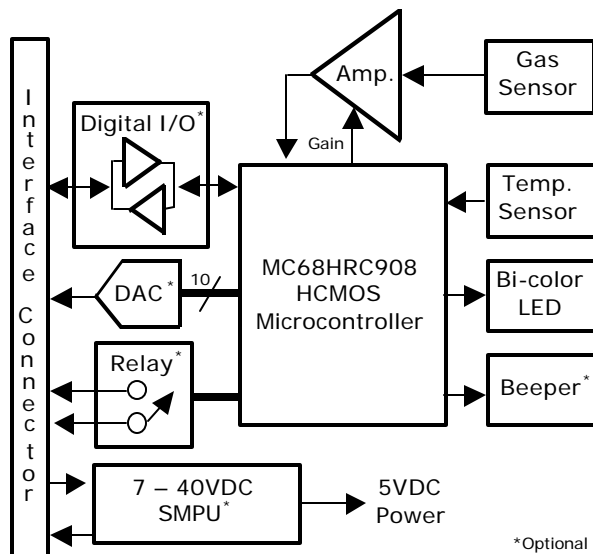 Interface Connector
Amp.
Gas
Sensor
Digital I/O*
Gain
Temp.
Sensor
MC68HRC908
HCMOS
Microcontroller
DAC *
10
Bi-color
LED
Relay*
Beeper*
7 – 40VDC
SMPU*
5VDC
Power
*Optional